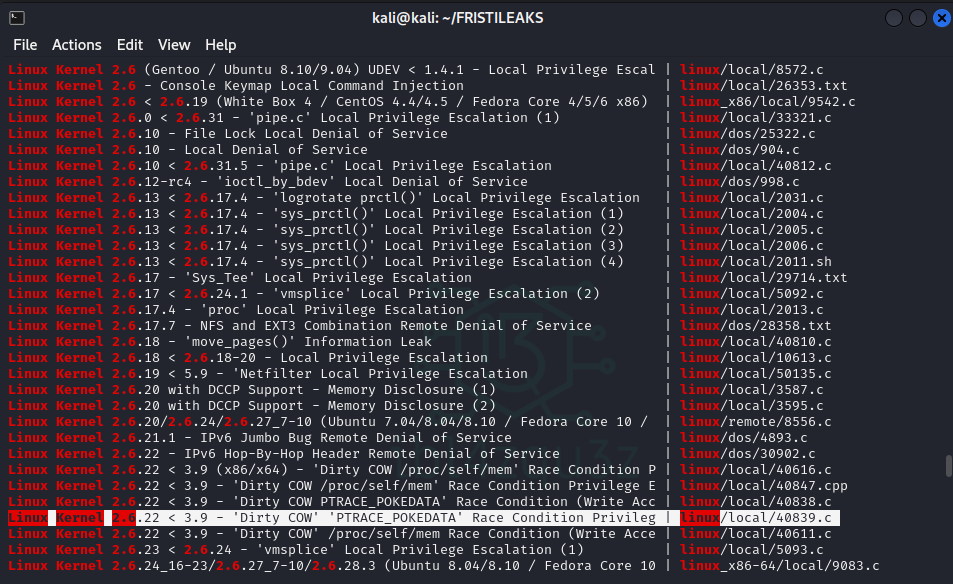 kali@kali: ~/FRISTILEAKS
File Actions Edit View Help
Linux Kernel 2.6 (Gentoo / Ubuntu 8.10/9.04) UDEV < 1.4.1 - Local Privilege Escal | linux/local/8572.c
Linux Kernel 2.6 - Console Keymap Local Command Injection | linux/local/26353.txt
Linux Kernel 2.6 < 2.6.19 (White Box 4 / CentOS 4.4/4.5 / Fedora Core 4/5/6 x86) | linux_x86/local/9542.c
Linux Kernel 2.6.0 < 2.6.31 - 'pipe.c' Local Privilege Escalation (1) | linux/local/33321.c
Linux Kernel 2.6.10 - File Lock Local Denial of Service | linux/dos/25322.c
Linux Kernel 2.6.10 - Local Denial of Service | linux/dos/904.c
Linux Kernel 2.6.10 < 2.6.31.5 - 'pipe.c' Local Privilege Escalation | linux/local/40812.c
Linux Kernel 2.6.12-rc4 - 'ioctl_by_bdev' Local Denial of Service | linux/dos/998.c
Linux Kernel 2.6.13 < 2.6.17.4 - 'logrotate prctl()' Local Privilege Escalation | linux/local/2031.c
Linux Kernel 2.6.13 < 2.6.17.4 - 'sys_prctl()' Local Privilege Escalation (1) | linux/local/2004.c
Linux Kernel 2.6.13 < 2.6.17.4 - 'sys_prctl()' Local Privilege Escalation (2) | linux/local/2005.c
Linux Kernel 2.6.13 < 2.6.17.4 - 'sys_prctl()' Local Privilege Escalation (3) | linux/local/2006.c
Linux Kernel 2.6.13 < 2.6.17.4 - 'sys_prctl()' Local Privilege Escalation (4) | linux/local/2011.sh
Linux Kernel 2.6.17 - 'Sys_Tee' Local Privilege Escalation | linux/local/29714.txt
Linux Kernel 2.6.17 < 2.6.24.1 - 'vmsplice' Local Privilege Escalation (2) | linux/local/5092.c
Linux Kernel 2.6.17.4 - 'proc' Local Privilege Escalation | linux/local/2013.c
Linux Kernel 2.6.17.7 - NFS and EXT3 Combination Remote Denial of Service | linux/dos/28358.txt
Linux Kernel 2.6.18 - 'move_pages()' Information Leak | linux/local/40810.c
Linux Kernel 2.6.18 < 2.6.18-20 - Local Privilege Escalation | linux/local/10613.c
Linux Kernel 2.6.19 < 5.9 - 'Netfilter Local Privilege Escalation | linux/local/50135.c
Linux Kernel 2.6.20 with DCCP Support - Memory Disclosure (1) | linux/local/3587.c
Linux Kernel 2.6.20 with DCCP Support - Memory Disclosure (2) | linux/local/3595.c
Linux Kernel 2.6.20/2.6.24/2.6.27_7-10 (Ubuntu 7.04/8.04/8.10 / Fedora Core 10 / | linux/remote/8556.c
Linux Kernel 2.6.21.1 - IPv6 Jumbo Bug Remote Denial of Service | linux/dos/4893.c
Linux Kernel 2.6.22 - IPv6 Hop-By-Hop Header Remote Denial of Service | linux/dos/30902.c
Linux Kernel 2.6.22 < 3.9 (x86/x64) - 'Dirty COW /proc/self/mem' Race Condition P | linux/local/40616.c
Linux Kernel 2.6.22 < 3.9 - 'Dirty COW /proc/self/mem' Race Condition Privilege E | linux/local/40847.cpp
Linux Kernel 2.6.22 < 3.9 - 'Dirty COW PTRACE_POKEDATA' Race Condition (Write Acc | linux/local/40838.c
Linux Kernel 2.6.22 < 3.9 - 'Dirty COW' 'PTRACE_POKEDATA' Race Condition Privileg | linux/local/40839.c
Linux Kernel 2.6.22 < 3.9 - 'Dirty COW' /proc/self/mem Race Condition (Write Acce | linux/local/40611.c
Linux Kernel 2.6.23 < 2.6.24 - 'vmsplice' Local Privilege Escalation (1) | linux/local/5093.c
Linux Kernel 2.6.24_16-23/2.6.27_7-10/2.6.28.3 (Ubuntu 8.04/8.10 / Fedora Core 10 | linux_x86-64/local/9083.c